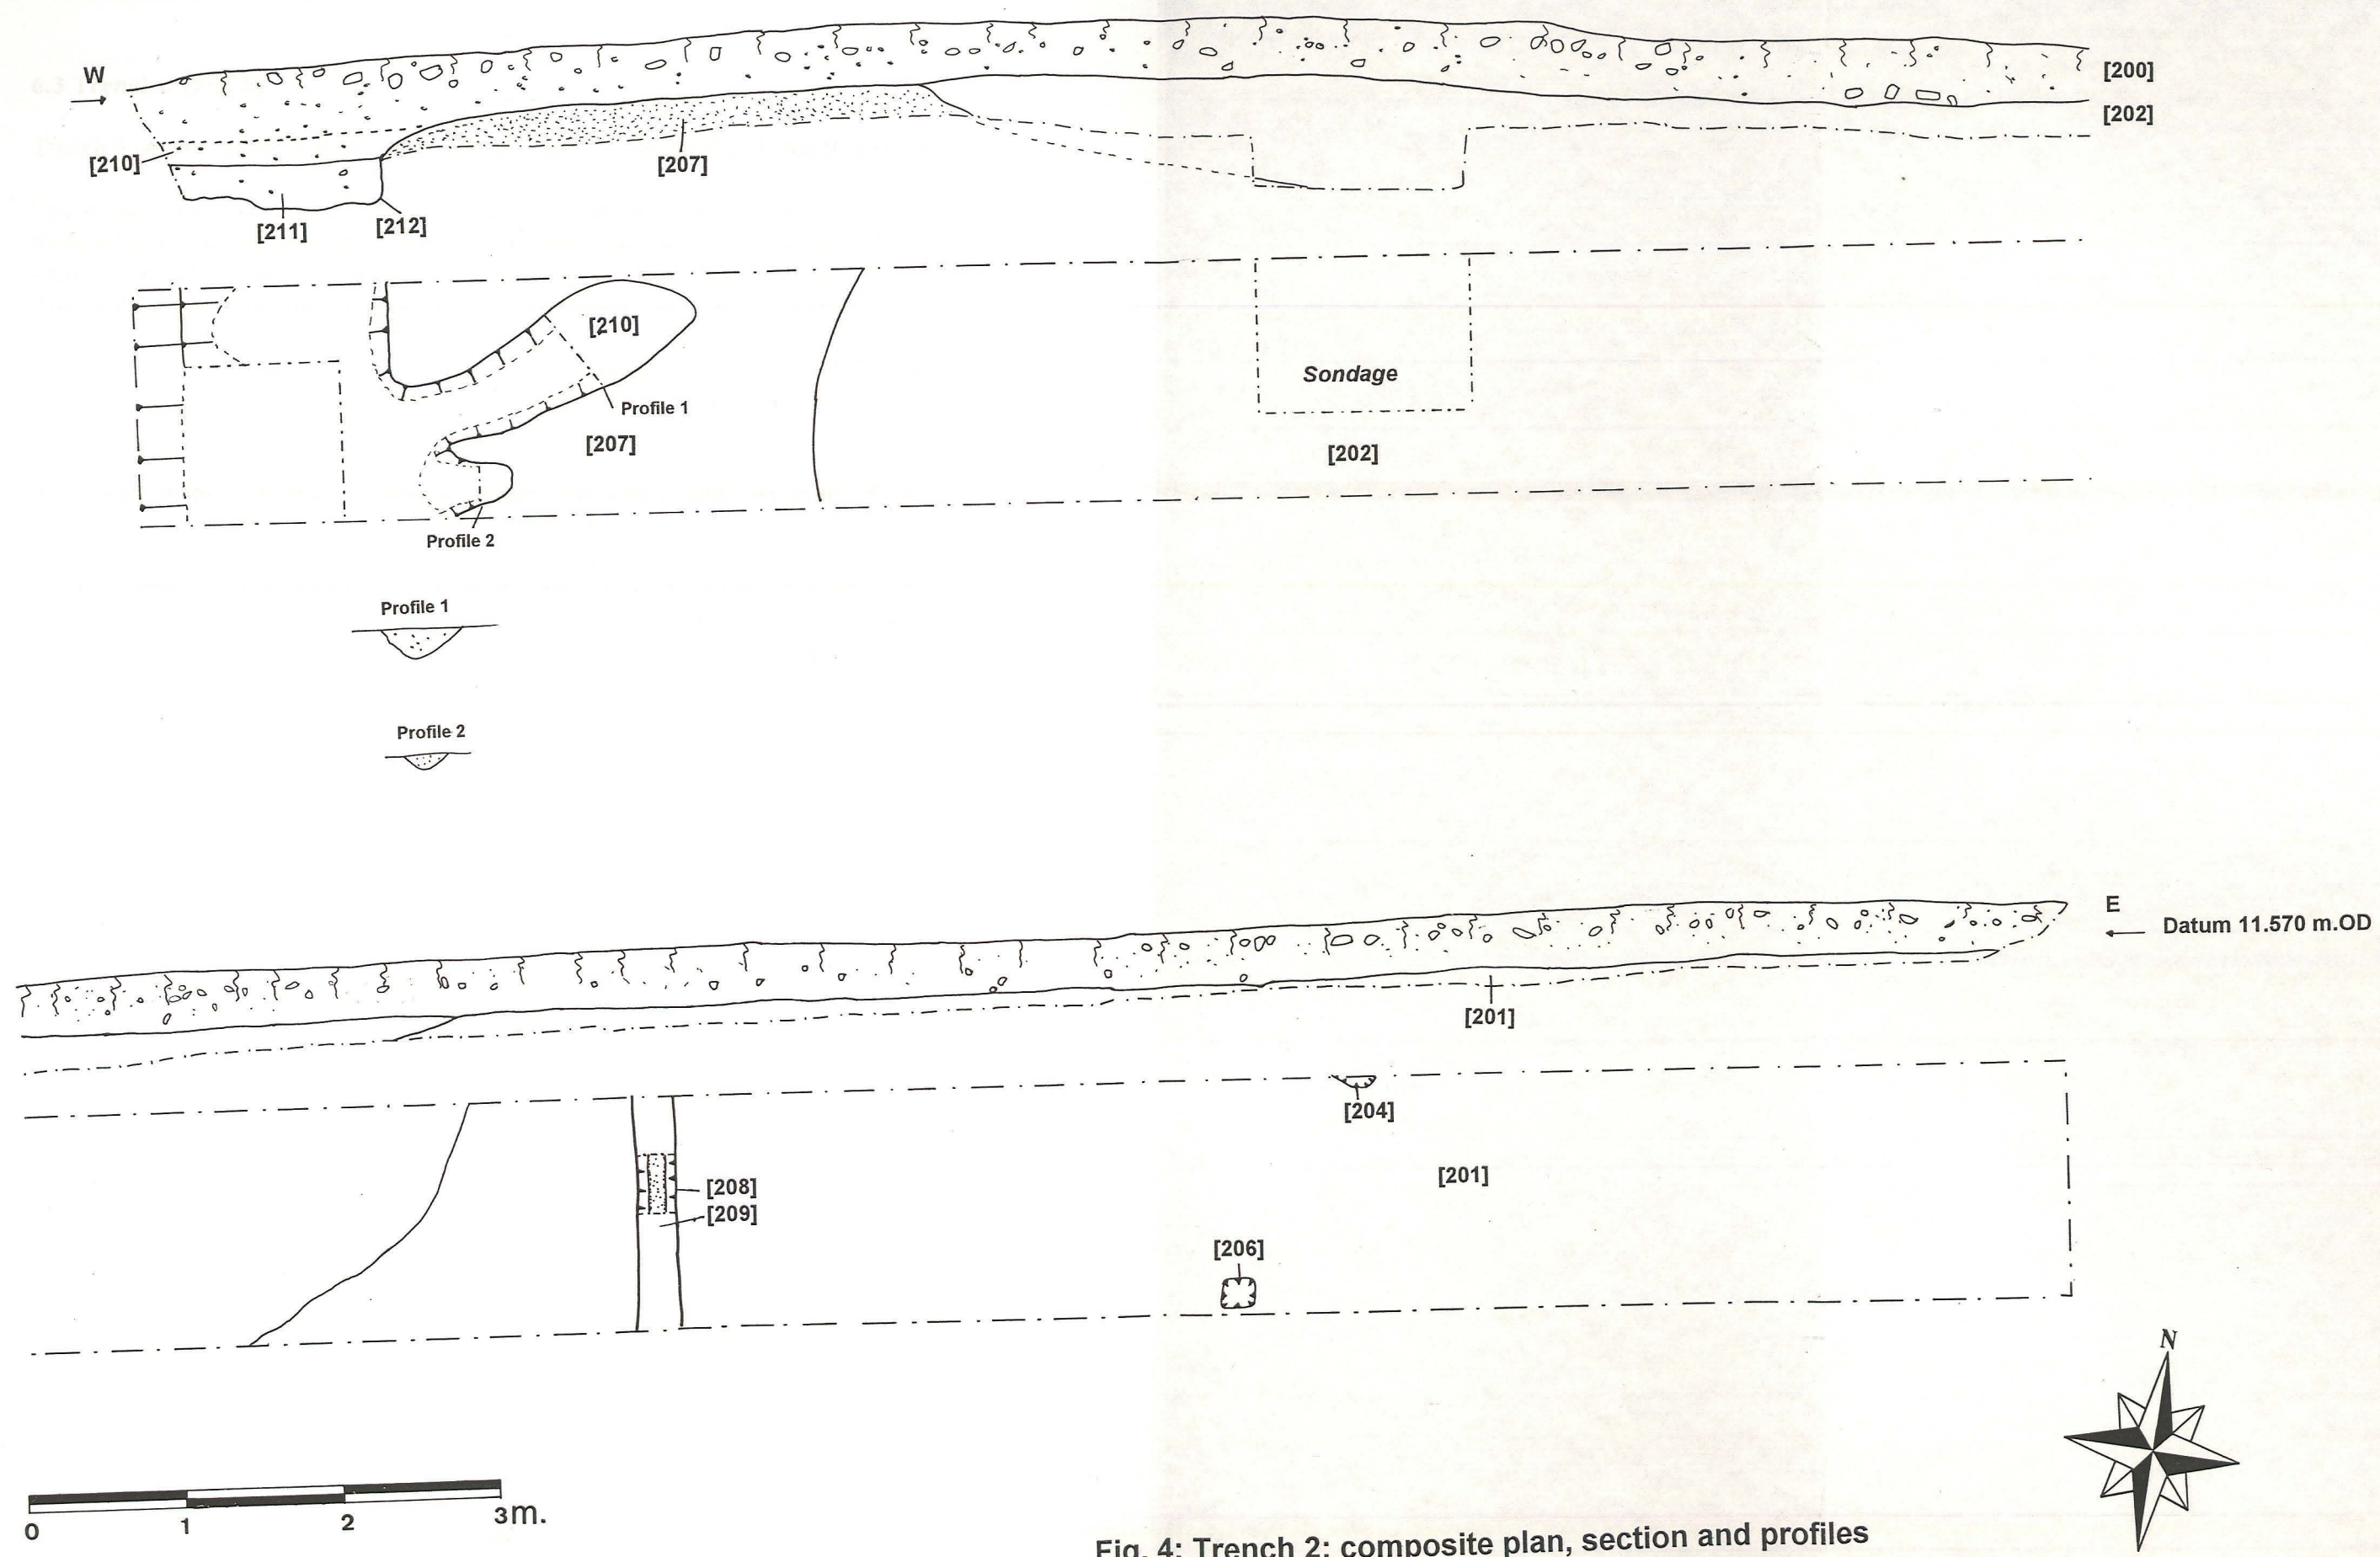 W
[200]
[202]
[210]
[207]
[211]
[212]
[210]
Profile 1
[207]
Sondage
[202]
Profile 2
Profile 1
Profile 2
E
Datum 11.570 m.OD
[201]
[204]
[201]
[208]
[209]
[206]
N
0 1 2 3m.
Fig. 4: Trench 2: composite plan, section and profiles